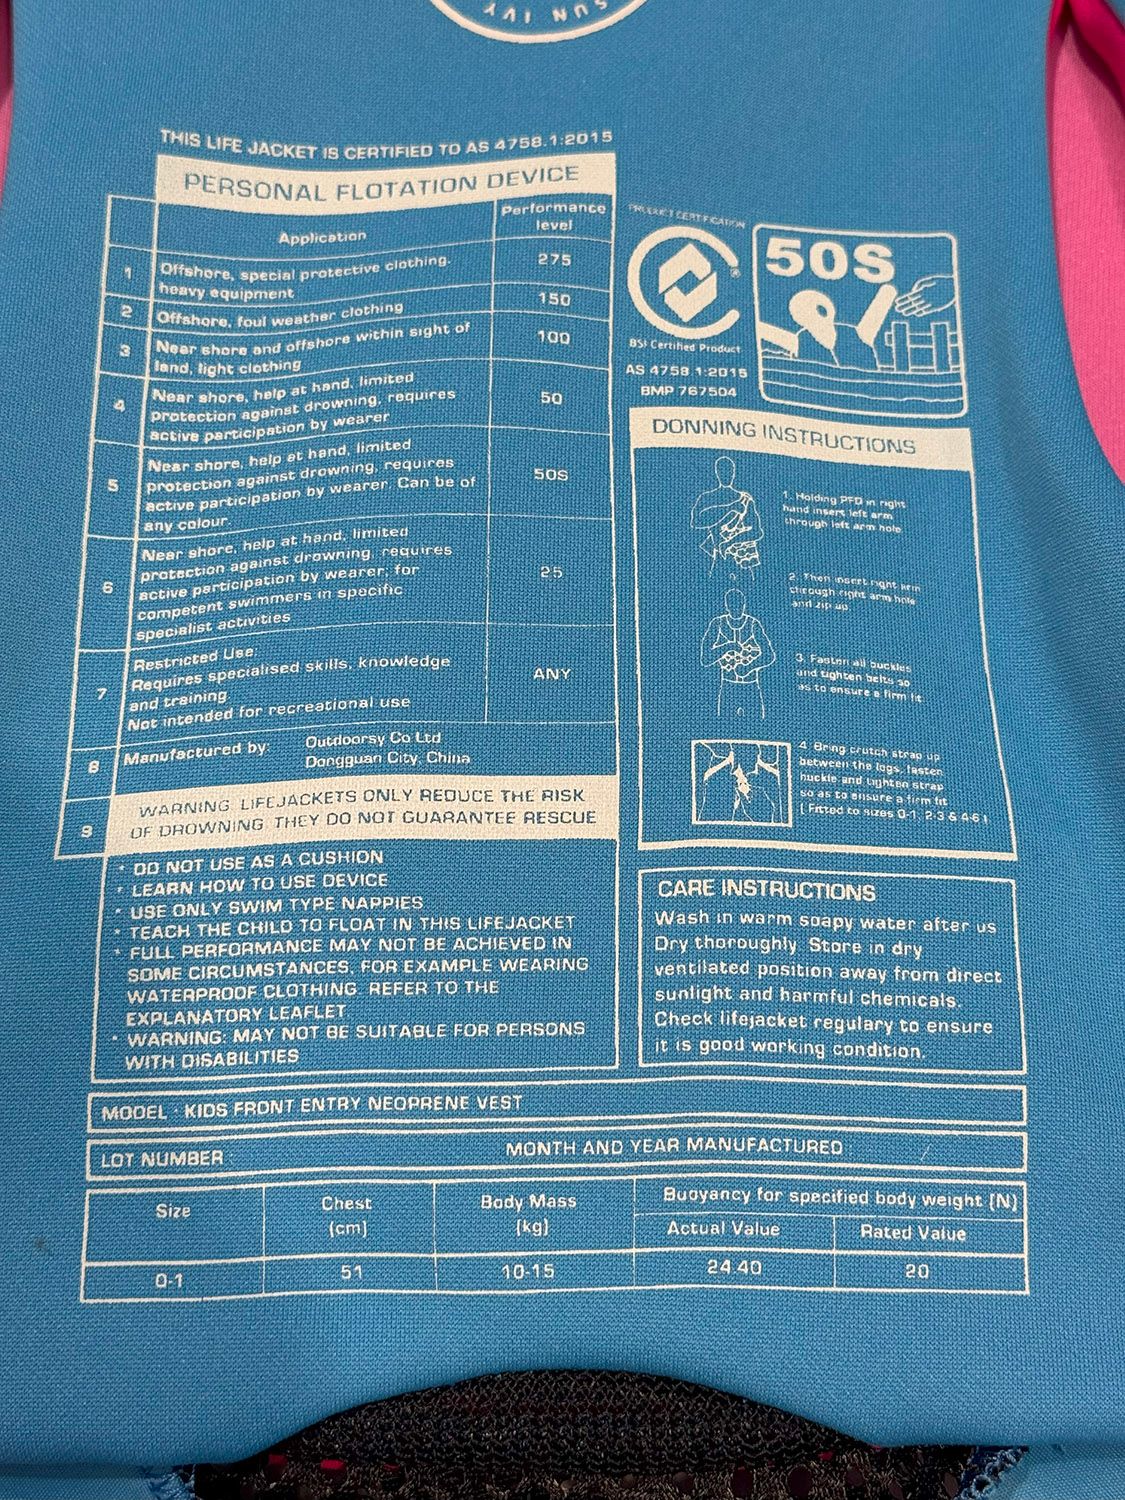 SUN IVY
THIS LIFE JACKET IS CERTIFIED TO AS 4758.1:2015
PERSONAL FLOTATION DEVICE
Application
Performance
level
1
Offshore, special protective clothing.
heavy equipment
275
2
Offshore, foul weather clothing
150
3
Near shore and offshore within sight of
land, light clothing
100
4
Near shore, help at hand, limited
protection against drowning, requires
active participation by wearer
50
5
Near shore, help at hand, limited
protection against drowning, requires
active participation by wearer. Can be of
any colour.
50S
6
Near shore, help at hand, limited
protection against drowning, requires
active participation by wearer; for
competent swimmers in specific
specialist activities
25
7
Restricted Use:
Requires specialised skills, knowledge
and training
Not intended for recreational use
ANY
8
Manufactured by:
Outdoorsy Co Ltd
Dongguan City, China
9
WARNING LIFEJACKETS ONLY REDUCE THE RISK
OF DROWNING THEY DO NOT GUARANTEE RESCUE
• DO NOT USE AS A CUSHION
• LEARN HOW TO USE DEVICE
• USE ONLY SWIM TYPE NAPPIES
• TEACH THE CHILD TO FLOAT IN THIS LIFEJACKET
• FULL PERFORMANCE MAY NOT BE ACHIEVED IN
SOME CIRCUMSTANCES, FOR EXAMPLE WEARING
WATERPROOF CLOTHING. REFER TO THE
EXPLANATORY LEAFLET
• WARNING: MAY NOT BE SUITABLE FOR PERSONS
WITH DISABILITIES
PRODUCT CERTIFICATION
®
BSI Certified Product
AS 4758 1:2015
BMP 767504
50S
DONNING INSTRUCTIONS
1. Holding PFD in right
hand insert left arm
through left arm hole
2. Then insert right arm
through right arm hole
and zip up
3. Fasten all buckles
and tighten belts so
as to ensure a firm fit
4. Bring crutch strap up
between the legs, fasten
buckle and tighten strap
so as to ensure a firm fit
( Fitted to sizes 0-1, 2-3 & 4-6 )
CARE INSTRUCTIONS
Wash in warm soapy water after us
Dry thoroughly Store in dry
ventilated position away from direct
sunlight and harmful chemicals.
Check lifejacket regulary to ensure
it is good working condition.
MODEL · KIDS FRONT ENTRY NEOPRENE VEST
LOT NUMBER :
MONTH AND YEAR MANUFACTURED /
Size
Chest
(cm)
Body Mass
(kg)
Buoyancy for specified body weight (N)
Actual Value
Rated Value
0-1
51
10-15
24.40
20